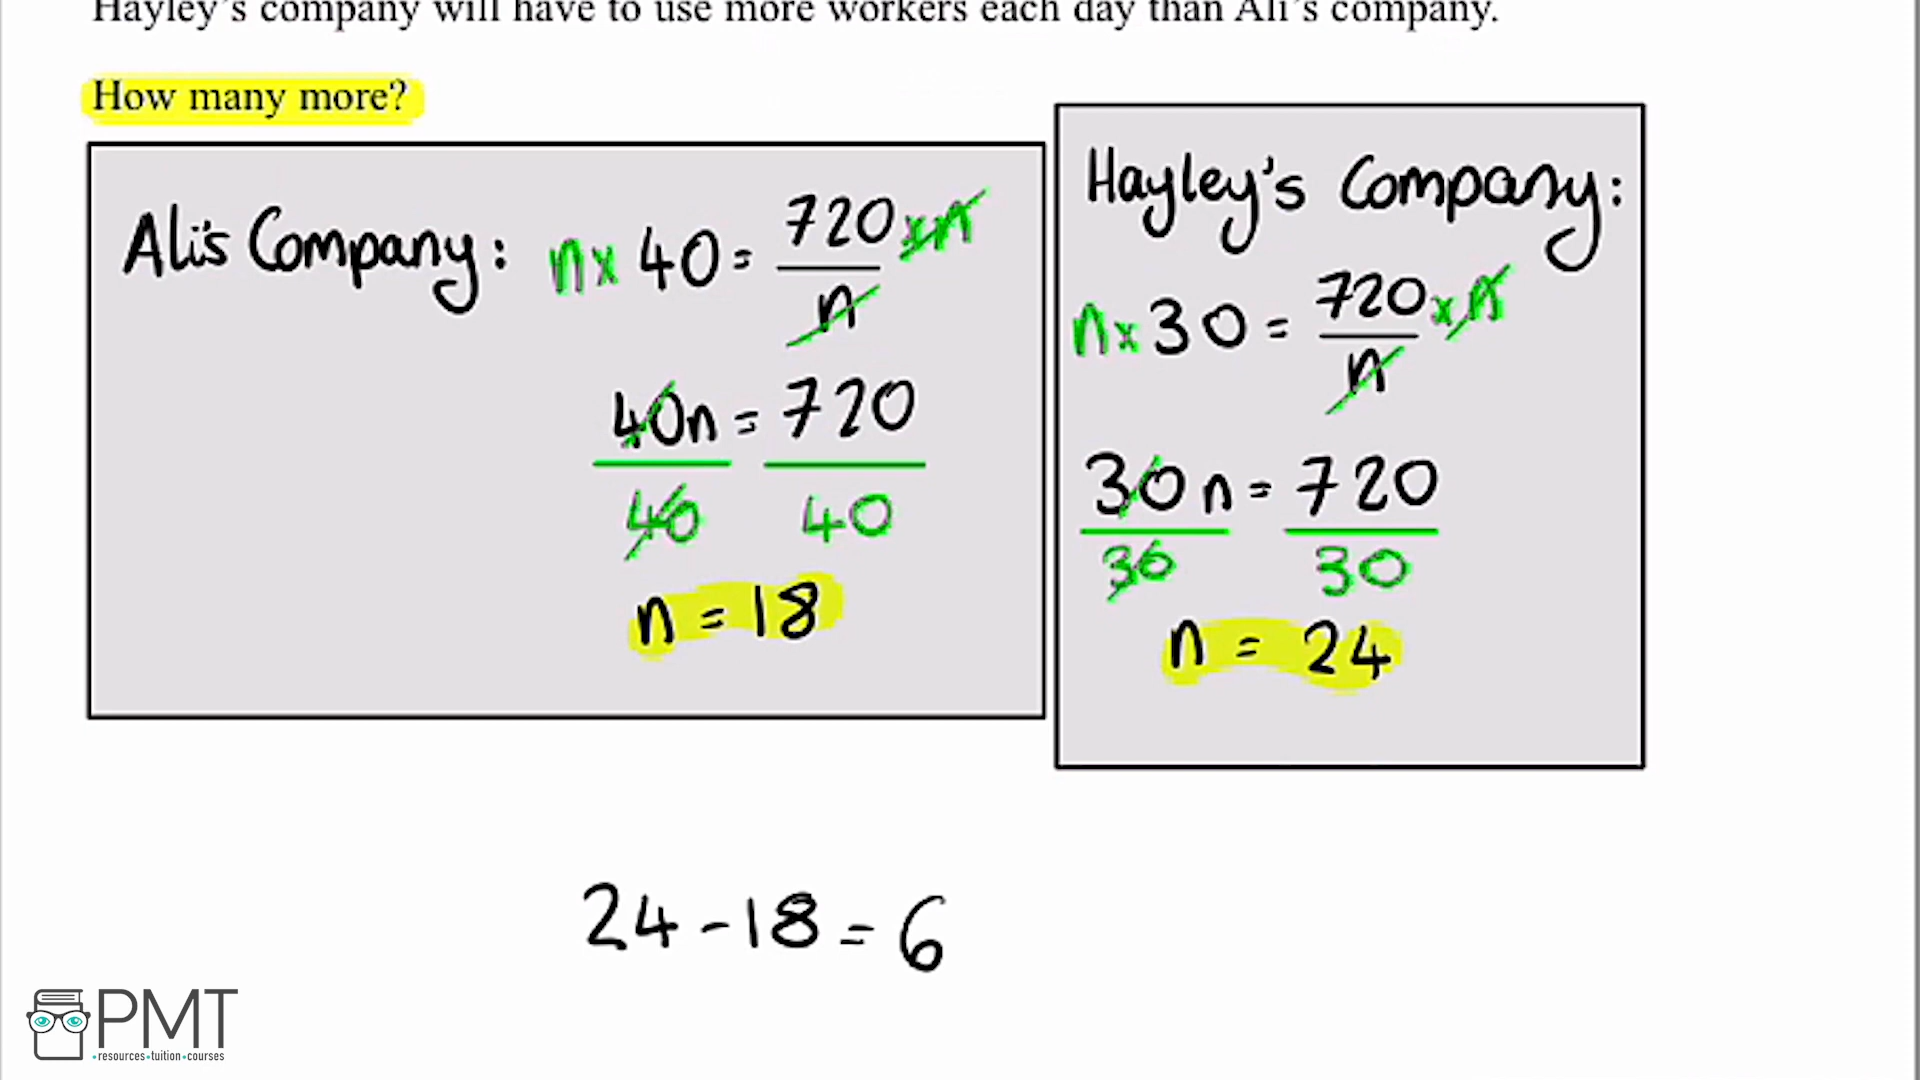 Hayley's company will have to use more workers each day than Ali's company.
How many more?
Ali's Company: n× 40 = 720/n ×n
40n/40 = 720/40
n = 18
Hayley's Company:
n× 30 = 720/n ×n
30n/30 = 720/30
n = 24
24 - 18 = 6
PMT
•resources•tuition•courses